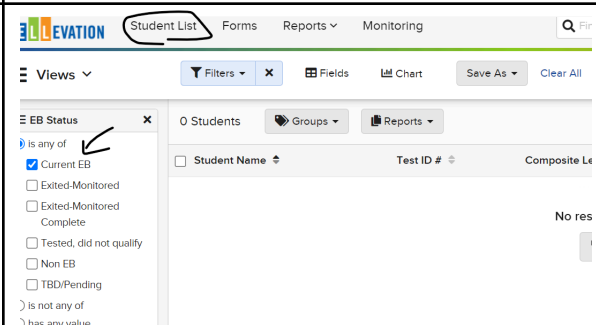 ELLEVATION Student List Forms Reports Monitoring
Views Filters × Fields Chart Save As Clear All
EB Status × 0 Students Groups Reports
is any of
Current EB Student Name Test ID # Composite Le
Exited-Monitored
Exited-Monitored
Complete No res
Tested, did not qualify
Non EB
TBD/Pending
is not any of
has any value